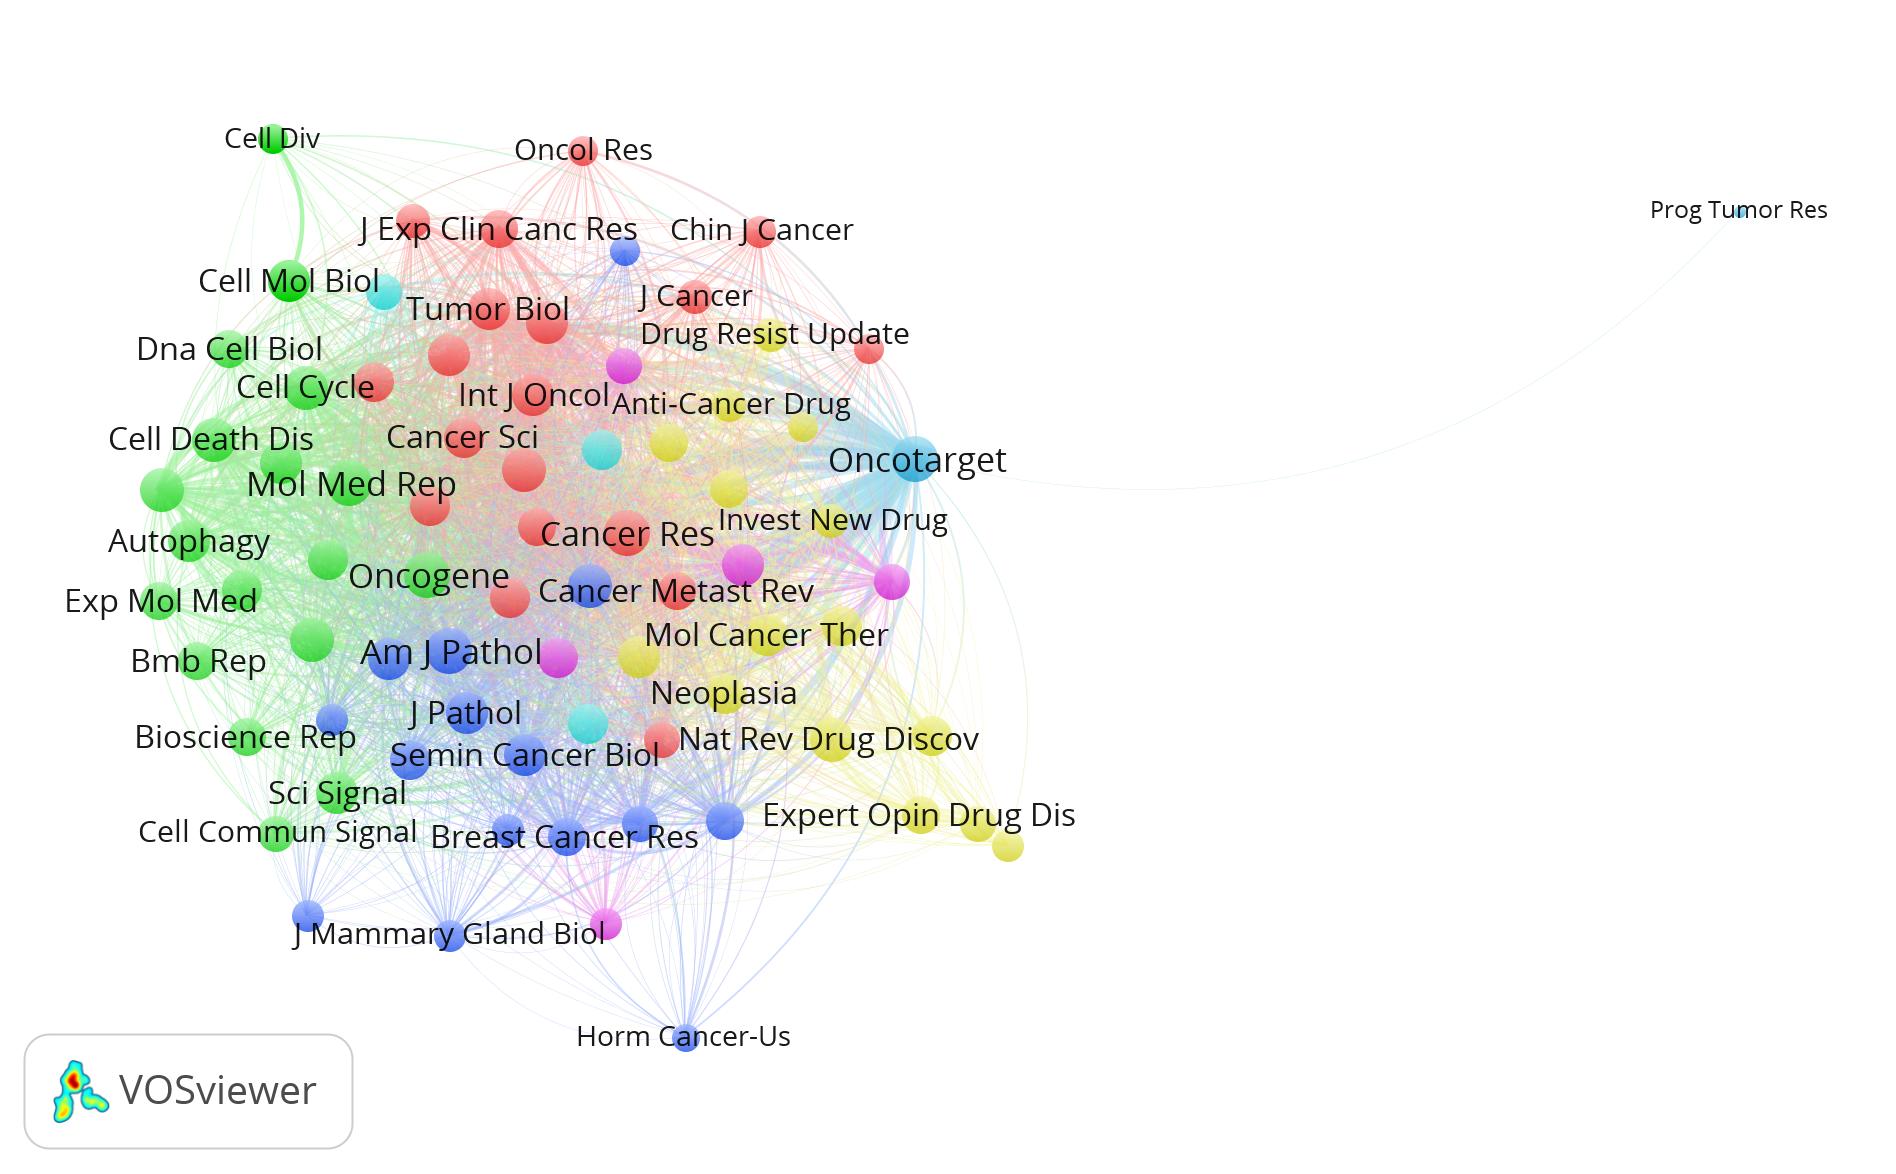 Cell Div
Oncol Res
Prog Tumor Res
J Exp Clin Canc Res
Chin J Cancer
Cell Mol Biol
J Cancer
Tumor Biol
Drug Resist Update
Dna Cell Biol
Cell Cycle
Int J Oncol
Anti-Cancer Drug
Cell Death Dis
Cancer Sci
Oncotarget
Mol Med Rep
Invest New Drug
Cancer Res
Autophagy
Oncogene
Cancer Metast Rev
Exp Mol Med
Mol Cancer Ther
Am J Pathol
Bmb Rep
Neoplasia
J Pathol
Bioscience Rep
Nat Rev Drug Discov
Semin Cancer Biol
Sci Signal
Expert Opin Drug Dis
Cell Commun Signal
Breast Cancer Res
J Mammary Gland Biol
Horm Cancer-Us
VOSviewer